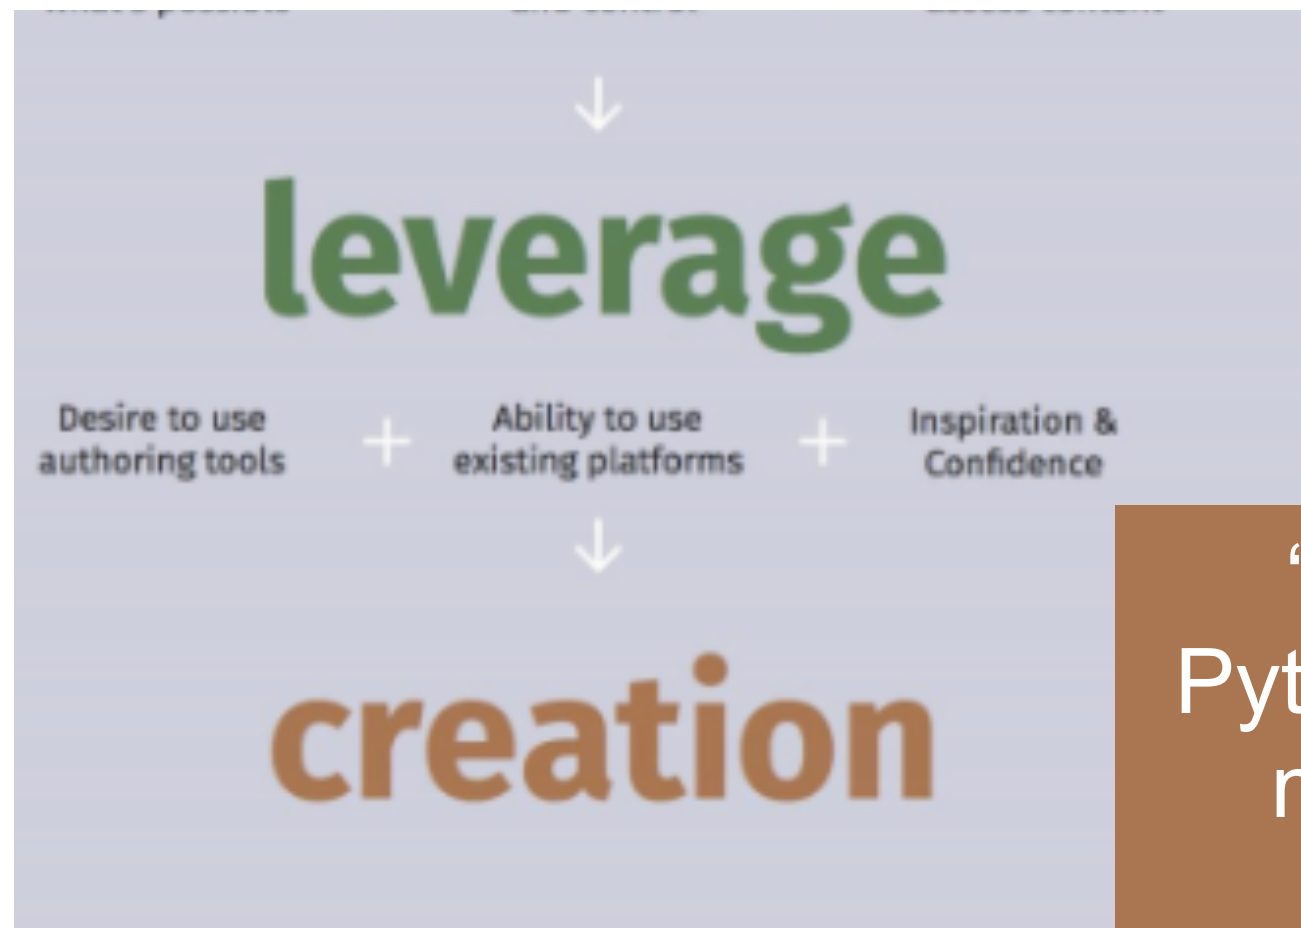 leverage
Desire to use
authoring tools
+
Ability to use
existing platforms
+
Inspiration &
Confidence
creation